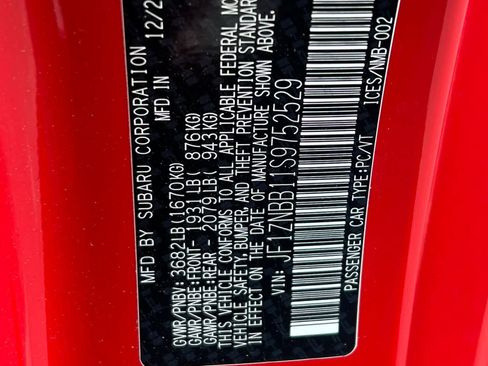 MFD BY SUBARU CORPORATION 12/2
MFD IN
GVWR/PNBV: 3682LB(1670KG)
GAWR/PNBE:FRONT- 1931LB( 876KG)
GAWR/PNBE:REAR - 2079LB( 943KG)
THIS VEHICLE CONFORMS TO ALL APPLICABLE FEDERAL MO
VEHICLE SAFETY,BUMPER,AND THEFT PREVENTION STANDAR
IN EFFECT ON THE DATE OF MANUFACTURE SHOWN ABOVE.
VIN: JF1ZNBB11S9752529
PASSENGER CAR TYPE:PC/VT ICES/NMB-002